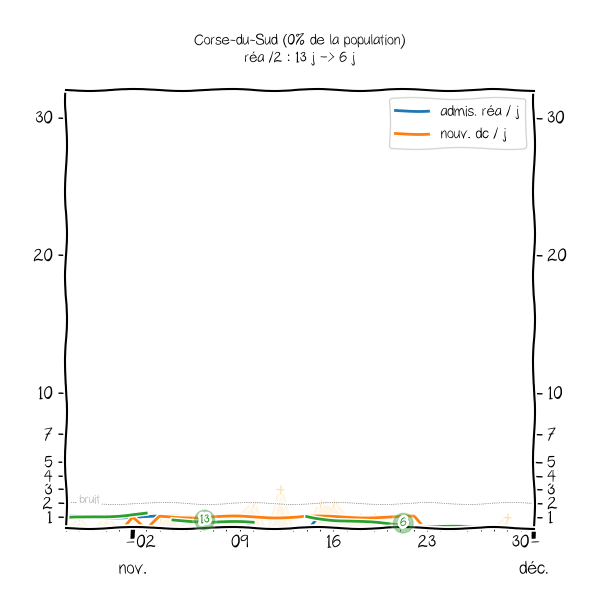 Corse-du-Sud (0% de la population)
réa /2 : 13 j -> 6 j
admis. réa / j
nouv. dc / j
30 30
20 20
10 10
7 7
5 5
4 4
3 3
2 2
1 1
... bruit
13
6
02 09 16 23 30
nov. déc.